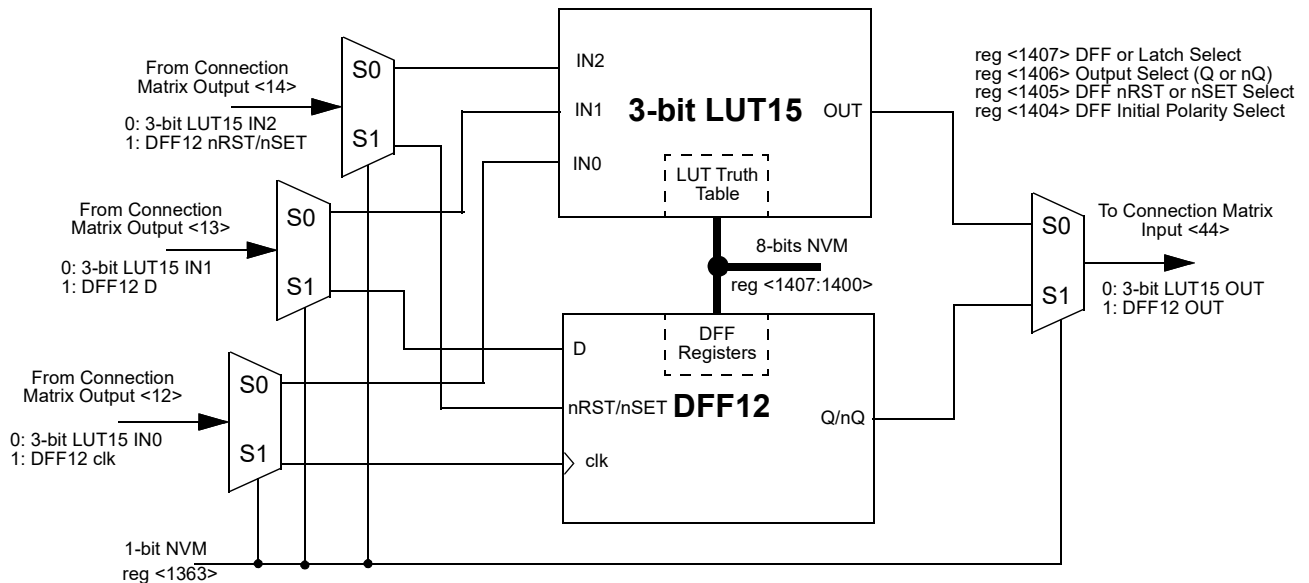 From Connection
Matrix Output <14>
0: 3-bit LUT15 IN2
1: DFF12 nRST/nSET
S0
S1
From Connection
Matrix Output <13>
0: 3-bit LUT15 IN1
1: DFF12 D
S0
S1
From Connection
Matrix Output <12>
0: 3-bit LUT15 IN0
1: DFF12 clk
S0
S1
1-bit NVM
reg <1363>
IN2
IN1
IN0
3-bit LUT15
OUT
LUT Truth
Table
8-bits NVM
reg <1407:1400>
DFF
Registers
D
nRST/nSET
clk
DFF12
Q/nQ
reg <1407> DFF or Latch Select
reg <1406> Output Select (Q or nQ)
reg <1405> DFF nRST or nSET Select
reg <1404> DFF Initial Polarity Select
S0
S1
To Connection Matrix
Input <44>
0: 3-bit LUT15 OUT
1: DFF12 OUT